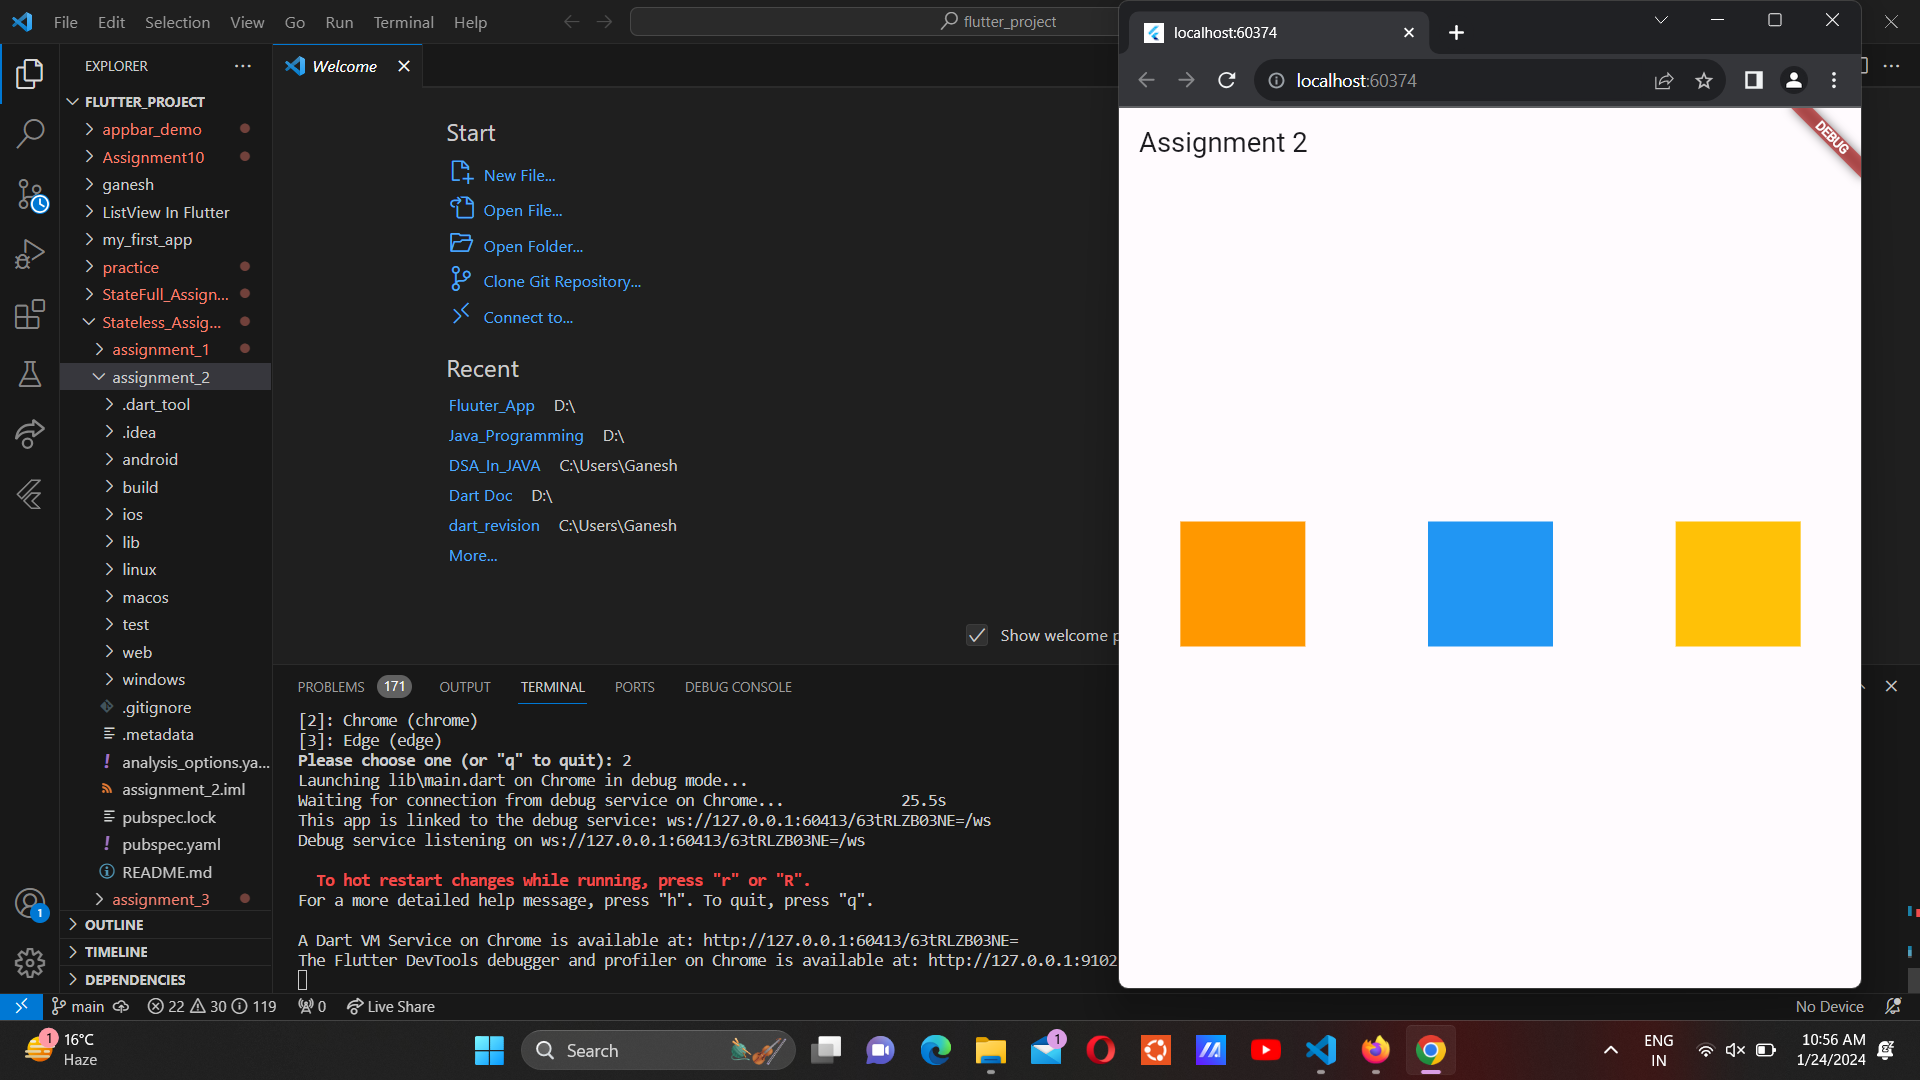 File Edit Selection View Go Run Terminal Help
flutter_project
EXPLORER
FLUTTER_PROJECT
appbar_demo
Assignment10
ganesh
ListView In Flutter
my_first_app
practice
StateFull_Assign...
Stateless_Assig...
assignment_1
assignment_2
.dart_tool
.idea
android
build
ios
lib
linux
macos
test
web
windows
.gitignore
.metadata
analysis_options.ya...
assignment_2.iml
pubspec.lock
pubspec.yaml
README.md
assignment_3
OUTLINE
TIMELINE
DEPENDENCIES
Welcome
Start
New File...
Open File...
Open Folder...
Clone Git Repository...
Connect to...
Recent
Fluuter_App D:\
Java_Programming D:\
DSA_In_JAVA C:\Users\Ganesh
Dart Doc D:\
dart_revision C:\Users\Ganesh
More...
Show welcome p
PROBLEMS 171 OUTPUT TERMINAL PORTS DEBUG CONSOLE
[2]: Chrome (chrome)
[3]: Edge (edge)
Please choose one (or "q" to quit): 2
Launching lib\main.dart on Chrome in debug mode...
Waiting for connection from debug service on Chrome... 25.5s
This app is linked to the debug service: ws://127.0.0.1:60413/63tRLZB03NE=/ws
Debug service listening on ws://127.0.0.1:60413/63tRLZB03NE=/ws
To hot restart changes while running, press "r" or "R".
For a more detailed help message, press "h". To quit, press "q".
A Dart VM Service on Chrome is available at: http://127.0.0.1:60413/63tRLZB03NE=
The Flutter DevTools debugger and profiler on Chrome is available at: http://127.0.0.1:9102
localhost:60374
localhost:60374
Assignment 2
DEBUG
1
main 22 30 119 0 Live Share
No Device
1
16°C
Haze
Search
1
ENG
IN
10:56 AM
1/24/2024